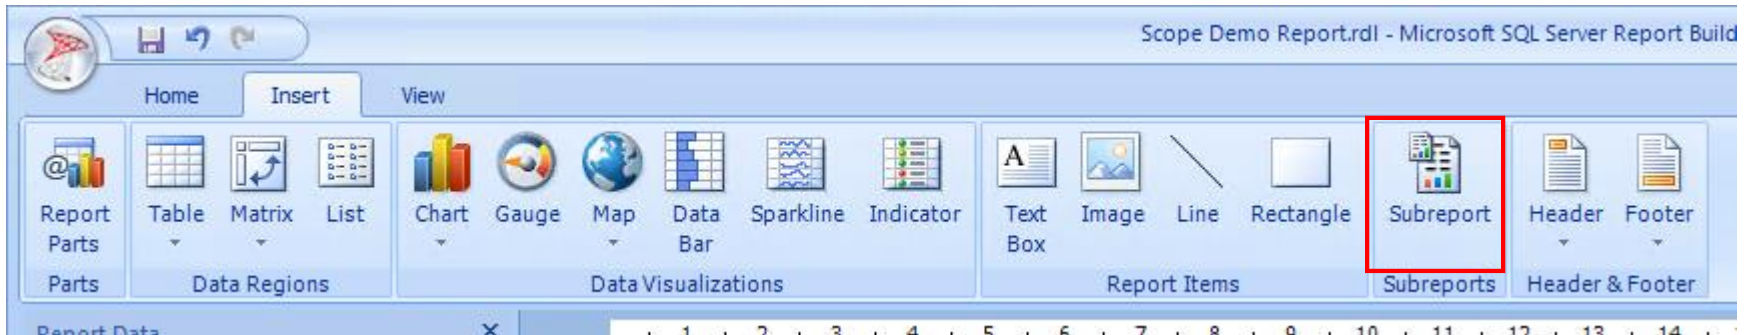 Scope Demo Report.rdl - Microsoft SQL Server Report Build
Home Insert View
@
Report Parts
Table Matrix List
Chart Gauge Map Data Bar Sparkline Indicator
A
Text Box Image Line Rectangle
Subreport
Header Footer
Parts Data Regions Data Visualizations Report Items Subreports Header & Footer
Report Data
1 2 3 4 5 6 7 8 9 10 11 12 13 14